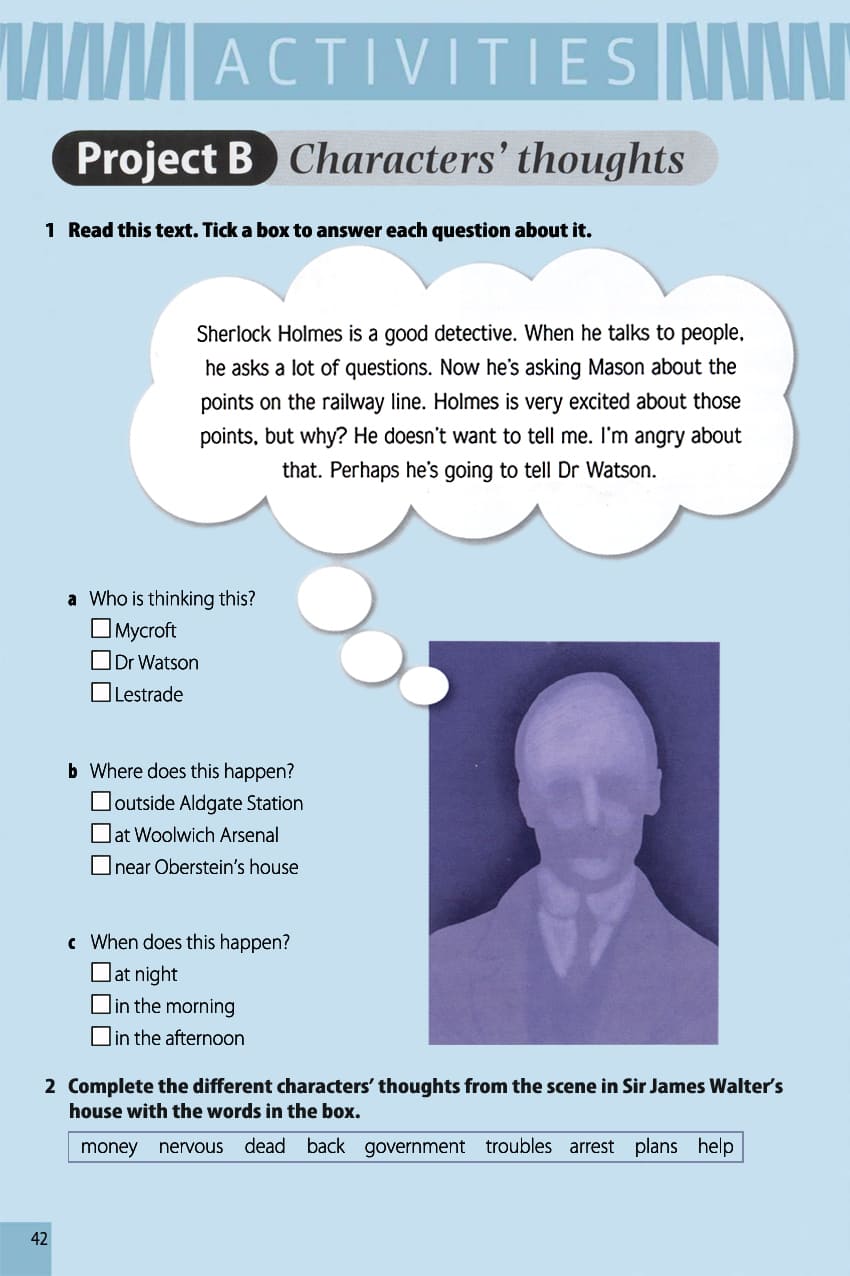 ACTIVITIES
Project B Characters' thoughts
1 Read this text. Tick a box to answer each question about it.
Sherlock Holmes is a good detective. When he talks to people,
he asks a lot of questions. Now he's asking Mason about the
points on the railway line. Holmes is very excited about those
points, but why? He doesn't want to tell me. I'm angry about
that. Perhaps he's going to tell Dr Watson.
a Who is thinking this?
Mycroft
Dr Watson
Lestrade
b Where does this happen?
outside Aldgate Station
at Woolwich Arsenal
near Oberstein's house
c When does this happen?
at night
in the morning
in the afternoon
2 Complete the different characters' thoughts from the scene in Sir James Walter's
house with the words in the box.
money nervous dead back government troubles arrest plans help
42